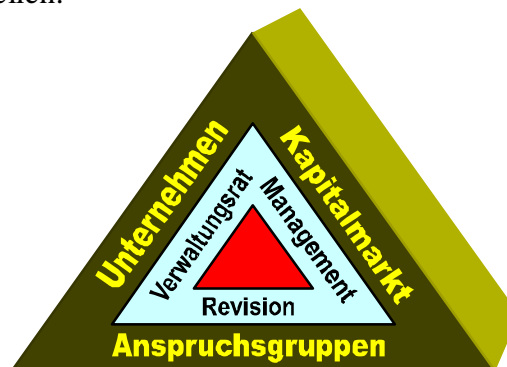 Unternehmen
Kapitalmarkt
Verwaltungsrat
Management
Revision
Anspruchsgruppen